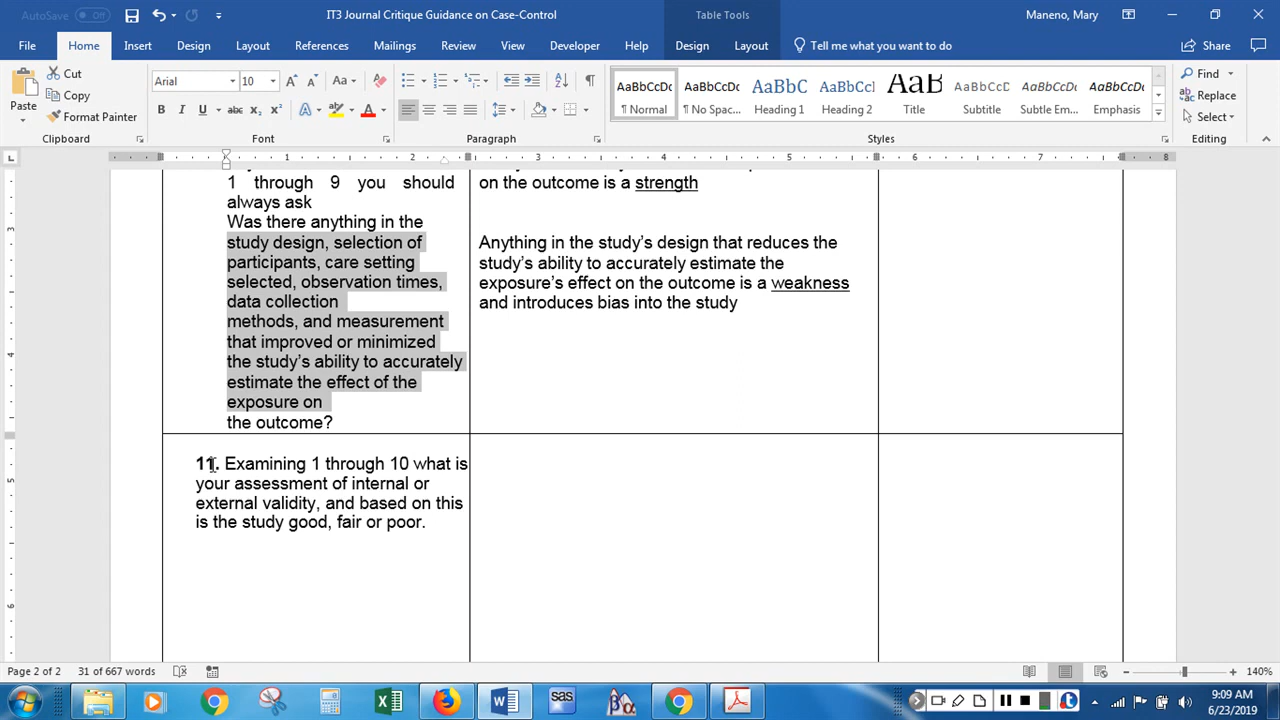 AutoSave Off
IT3 Journal Critique Guidance on Case-Control
Table Tools
Maneno, Mary
File Home Insert Design Layout References Mailings Review View Developer Help Design Layout Tell me what you want to do Share
Paste
Cut
Copy
Format Painter
Clipboard
Arial 10
Font
Paragraph
AaBbCcDc AaBbCcDc AaBbC AaBbCcl AaB AaBbCcD AaBbCcDc AaBbCcDc
¶ Normal ¶ No Spac... Heading 1 Heading 2 Title Subtitle Subtle Em... Emphasis
Styles
Find
Replace
Select
Editing
1 through 9 you should
always ask
Was there anything in the
study design, selection of
participants, care setting
selected, observation times,
data collection
methods, and measurement
that improved or minimized
the study's ability to accurately
estimate the effect of the
exposure on
the outcome?
on the outcome is a strength
Anything in the study's design that reduces the
study's ability to accurately estimate the
exposure's effect on the outcome is a weakness
and introduces bias into the study
11. Examining 1 through 10 what is
your assessment of internal or
external validity, and based on this
is the study good, fair or poor.
Page 2 of 2 31 of 667 words
140%
9:09 AM
6/23/2019